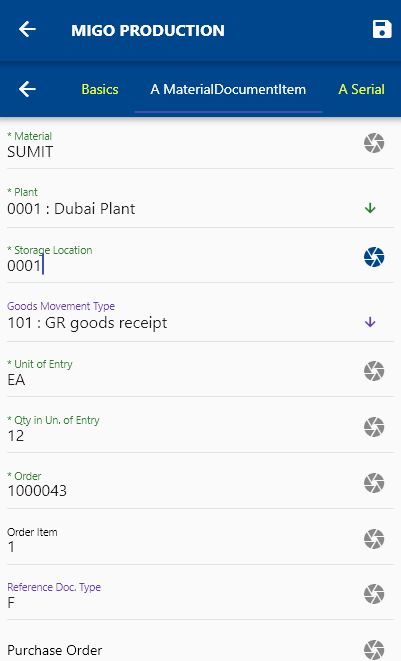 MIGO PRODUCTION
Basics A MaterialDocumentItem A Serial
* Material
SUMIT
* Plant
0001 : Dubai Plant
* Storage Location
0001
Goods Movement Type
101 : GR goods receipt
* Unit of Entry
EA
* Qty in Un. of Entry
12
* Order
1000043
Order Item
1
Reference Doc. Type
F
Purchase Order